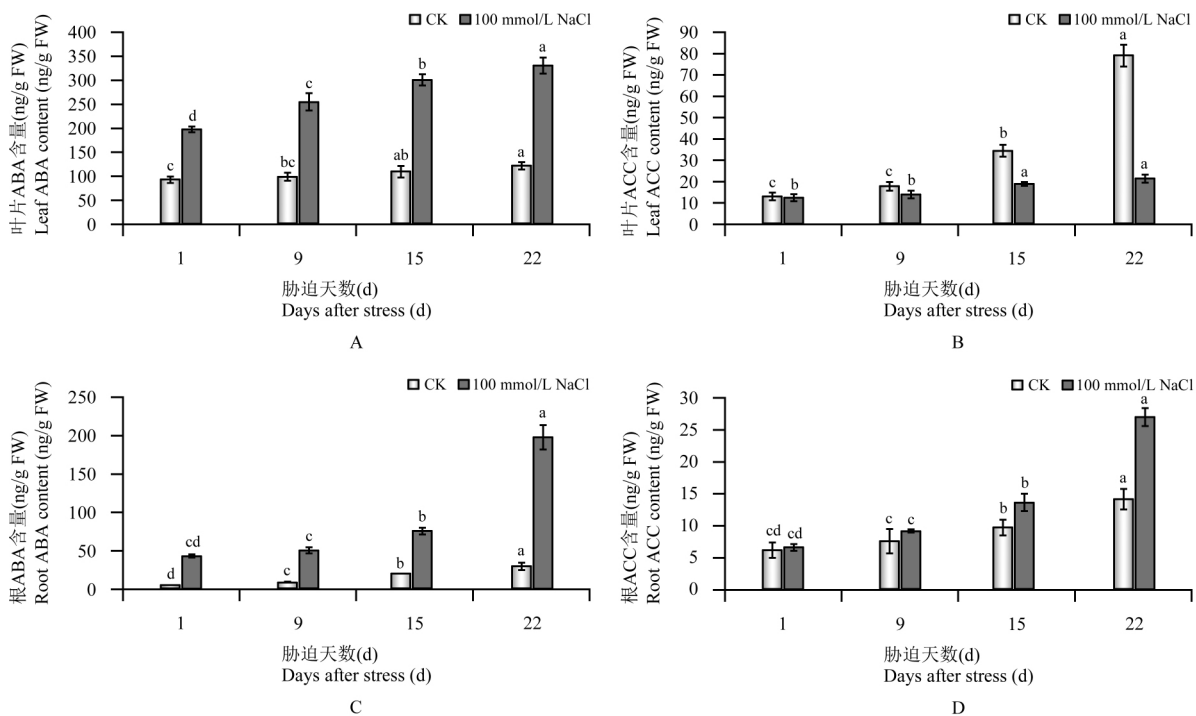 CK 100 mmol/L NaCl
叶片ABA含量(ng/g FW)
Leaf ABA content (ng/g FW)
400
350
300
250
200
150
100
50
0
c d
bc c
ab b
a a
1 9 15 22
胁迫天数(d)
Days after stress (d)
A
CK 100 mmol/L NaCl
叶片ACC含量(ng/g FW)
Leaf ACC content (ng/g FW)
90
80
70
60
50
40
30
20
10
0
c b
c b
b a
a a
1 9 15 22
胁迫天数(d)
Days after stress (d)
B
CK 100 mmol/L NaCl
根ABA含量(ng/g FW)
Root ABA content (ng/g FW)
250
200
150
100
50
0
d cd
c c
b b
a a
1 9 15 22
胁迫天数(d)
Days after stress (d)
C
CK 100 mmol/L NaCl
根ACC含量(ng/g FW)
Root ACC content (ng/g FW)
30
25
20
15
10
5
0
cd cd
c c
b b
a a
1 9 15 22
胁迫天数(d)
Days after stress (d)
D